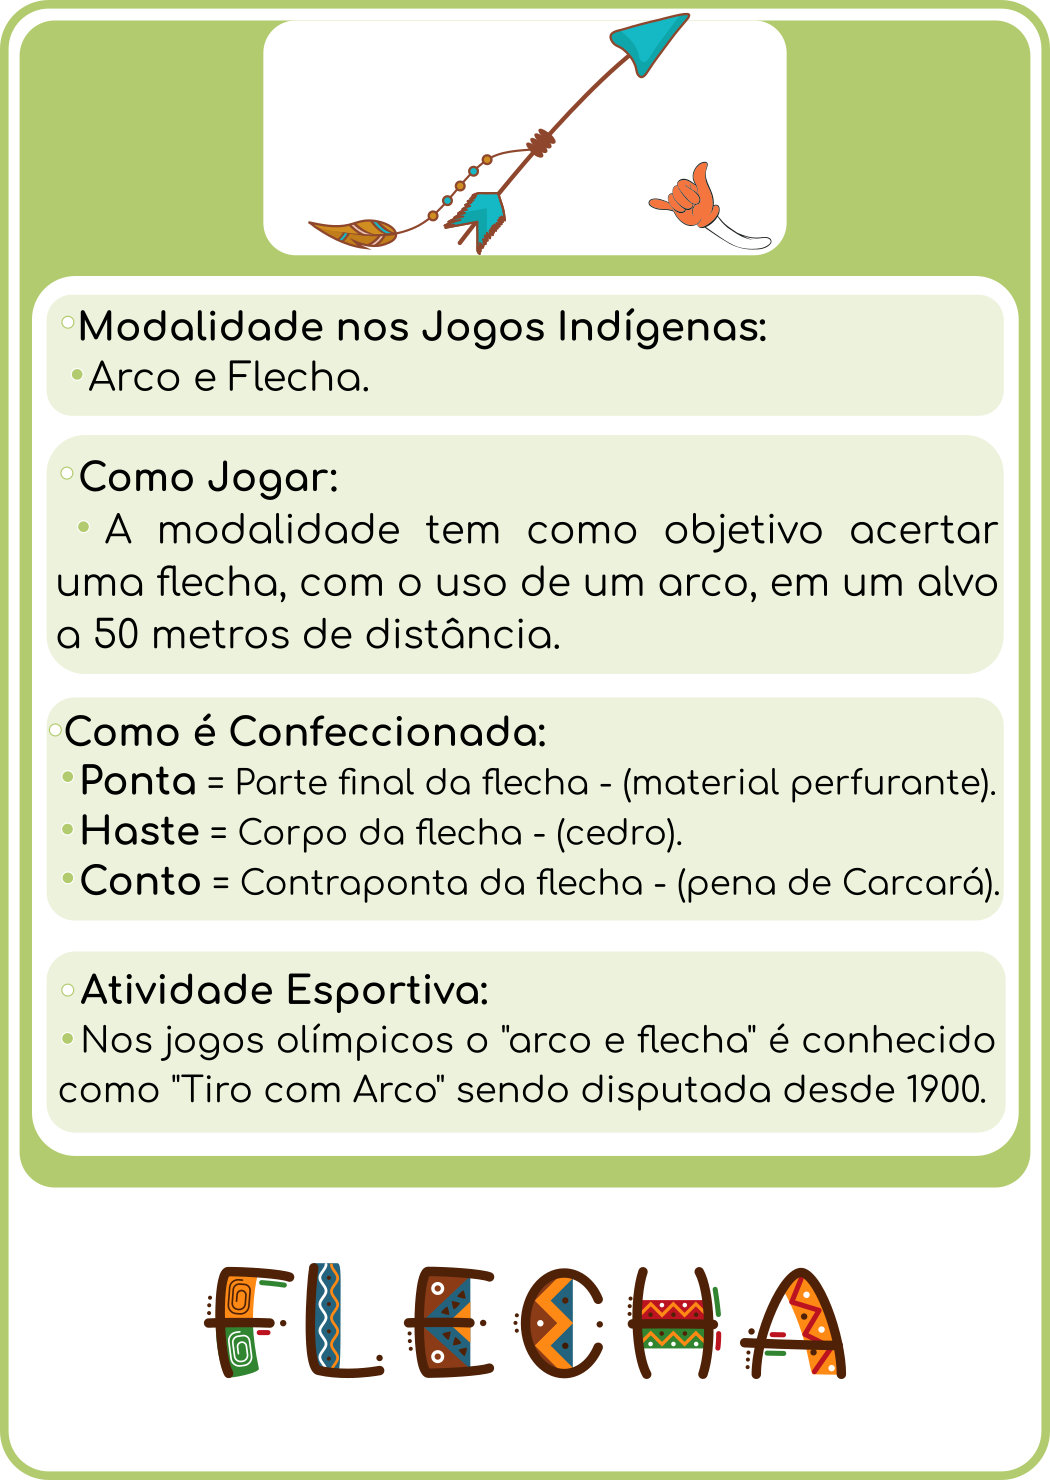 Modalidade nos Jogos Indígenas:
Arco e Flecha.
Como Jogar:
A modalidade tem como objetivo acertar
uma flecha, com o uso de um arco, em um alvo
a 50 metros de distância.
Como é Confeccionada:
Ponta = Parte final da flecha - (material perfurante).
Haste = Corpo da flecha - (cedro).
Conto = Contraponta da flecha - (pena de Carcará).
Atividade Esportiva:
Nos jogos olímpicos o "arco e flecha" é conhecido
como "Tiro com Arco" sendo disputada desde 1900.
FLECHA